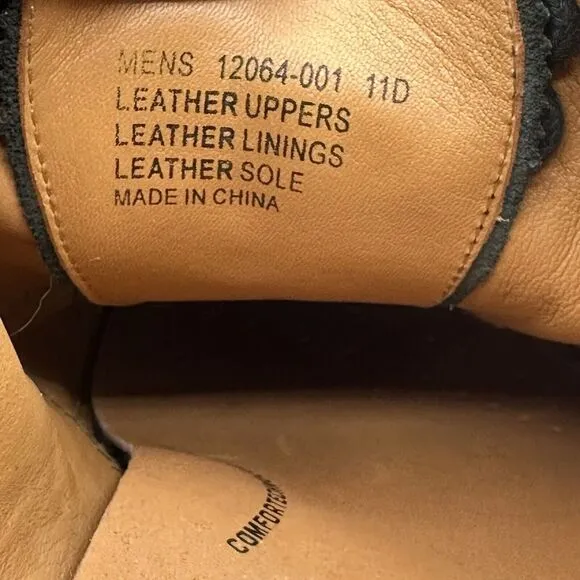 MENS 12064-001 11D
LEATHER UPPERS
LEATHER LININGS
LEATHER SOLE
MADE IN CHINA